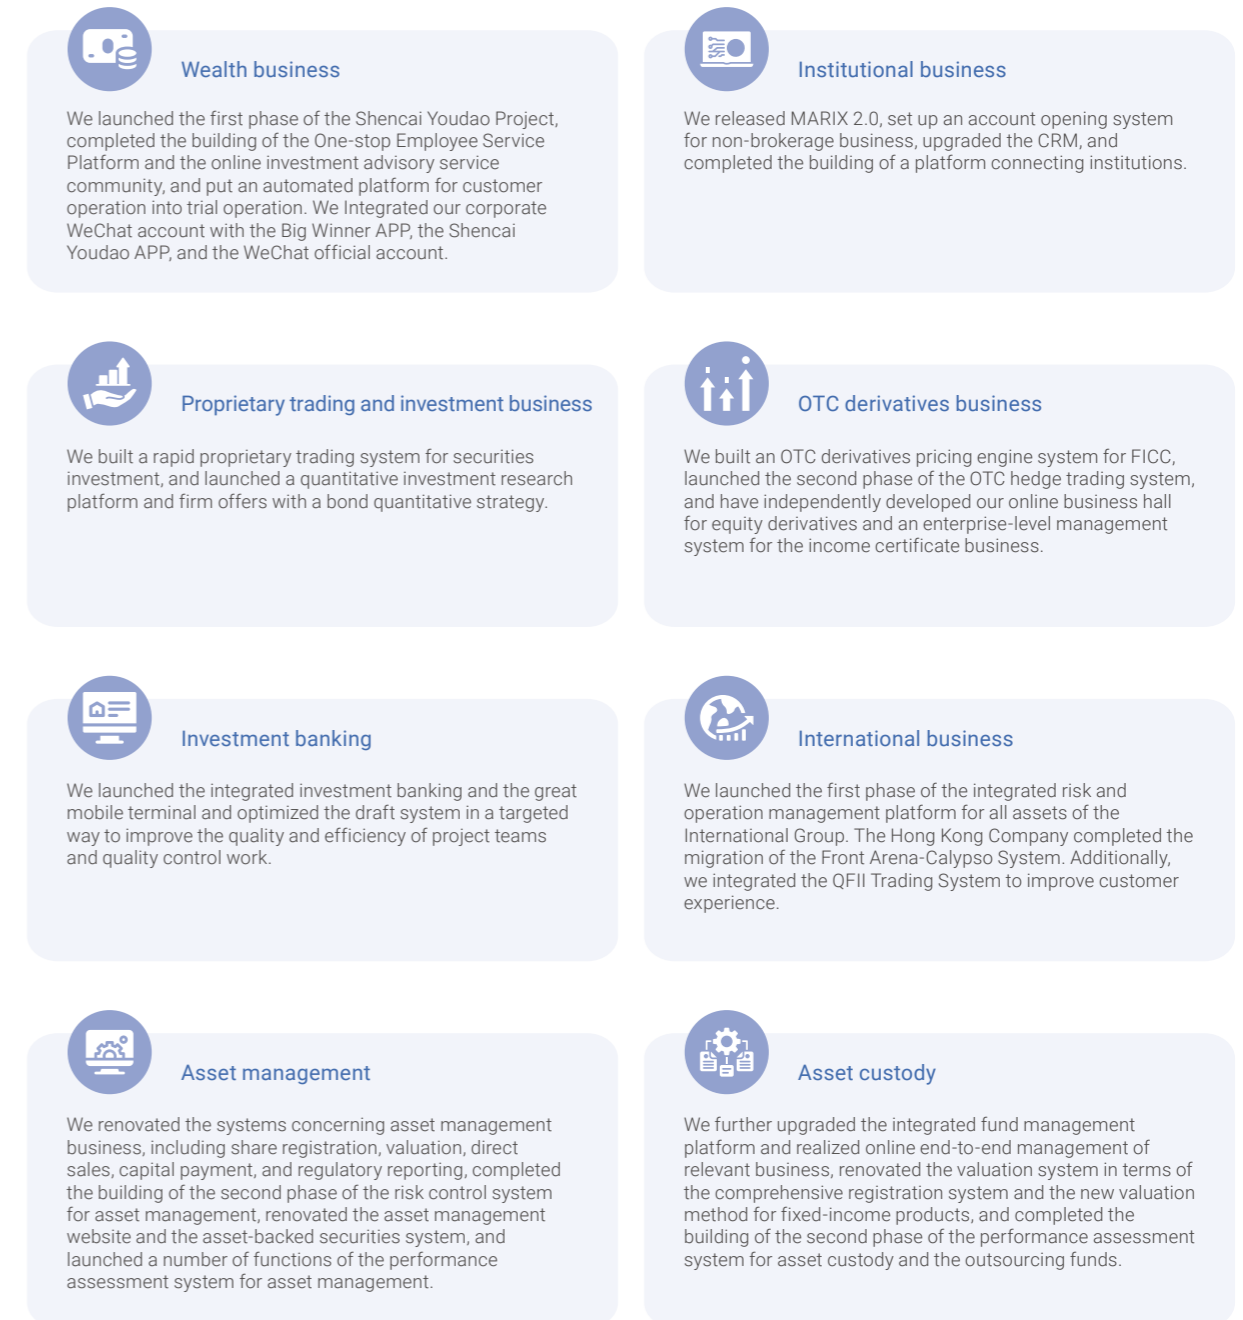 Wealth business
We launched the first phase of the Shencai Youdao Project,
completed the building of the One-stop Employee Service
Platform and the online investment advisory service
community, and put an automated platform for customer
operation into trial operation. We Integrated our corporate
WeChat account with the Big Winner APP, the Shencai
Youdao APP, and the WeChat official account.
Institutional business
We released MARIX 2.0, set up an account opening system
for non-brokerage business, upgraded the CRM, and
completed the building of a platform connecting institutions.
Proprietary trading and investment business
We built a rapid proprietary trading system for securities
investment, and launched a quantitative investment research
platform and firm offers with a bond quantitative strategy.
OTC derivatives business
We built an OTC derivatives pricing engine system for FICC,
launched the second phase of the OTC hedge trading system,
and have independently developed our online business hall
for equity derivatives and an enterprise-level management
system for the income certificate business.
Investment banking
We launched the integrated investment banking and the great
mobile terminal and optimized the draft system in a targeted
way to improve the quality and efficiency of project teams
and quality control work.
International business
We launched the first phase of the integrated risk and
operation management platform for all assets of the
International Group. The Hong Kong Company completed the
migration of the Front Arena-Calypso System. Additionally,
we integrated the QFII Trading System to improve customer
experience.
Asset management
We renovated the systems concerning asset management
business, including share registration, valuation, direct
sales, capital payment, and regulatory reporting, completed
the building of the second phase of the risk control system
for asset management, renovated the asset management
website and the asset-backed securities system, and
launched a number of functions of the performance
assessment system for asset management.
Asset custody
We further upgraded the integrated fund management
platform and realized online end-to-end management of
relevant business, renovated the valuation system in terms of
the comprehensive registration system and the new valuation
method for fixed-income products, and completed the
building of the second phase of the performance assessment
system for asset custody and the outsourcing funds.